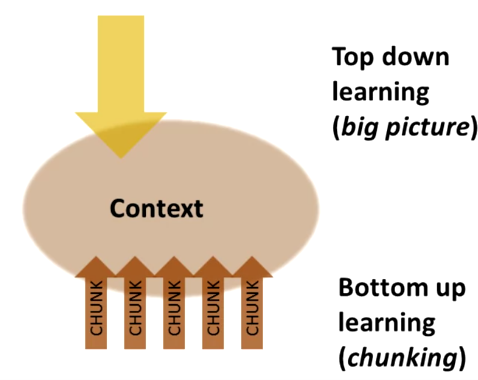 Top down
learning
(big picture)
Context
CHUNK
CHUNK
CHUNK
CHUNK
CHUNK
Bottom up
learning
(chunking)